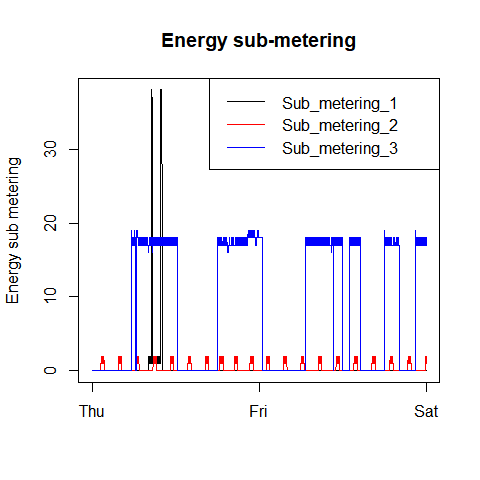 Energy sub-metering
Sub_metering_1
Sub_metering_2
Sub_metering_3
Energy sub metering
30
20
10
0
Thu
Fri
Sat